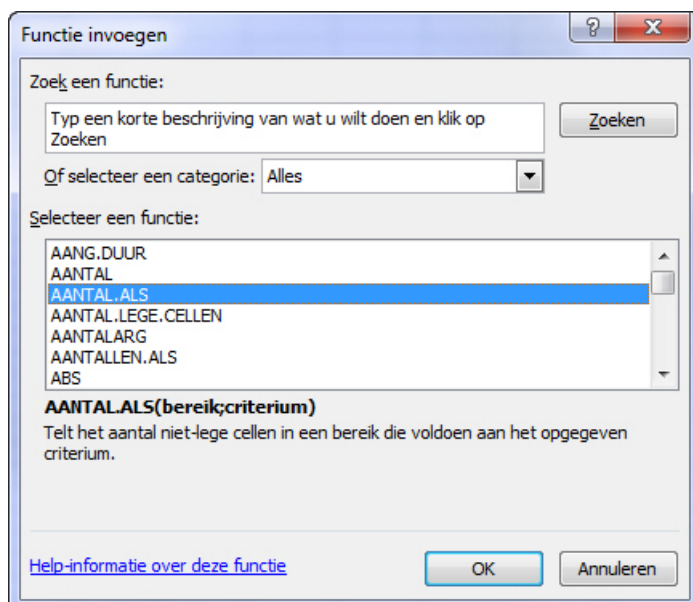 Functie invoegen
Zoek een functie:
Typ een korte beschrijving van wat u wilt doen en klik op
Zoeken
Zoeken
Of selecteer een categorie: Alles
Selecteer een functie:
AANG.DUUR
AANTAL
AANTAL.ALS
AANTAL.LEGE.CELLEN
AANTALARG
AANTALLEN.ALS
ABS
AANTAL.ALS(bereik;criterium)
Telt het aantal niet-lege cellen in een bereik die voldoen aan het opgegeven
criterium.
Help-informatie over deze functie
OK
Annuleren